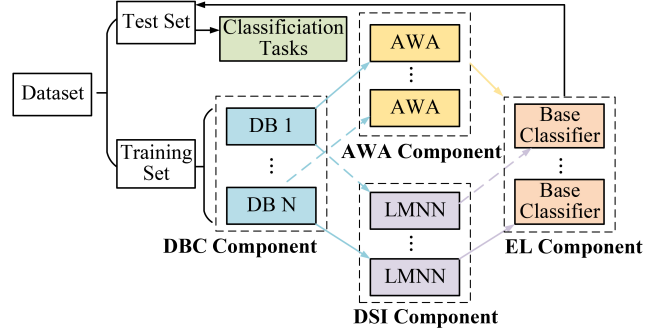 Dataset
Test Set
Classificiation
Tasks
Training
Set
DB 1
⋮
DB N
DBC Component
AWA
⋮
AWA
AWA Component
LMNN
⋮
LMNN
DSI Component
Base
Classifier
⋮
Base
Classifier
EL Component